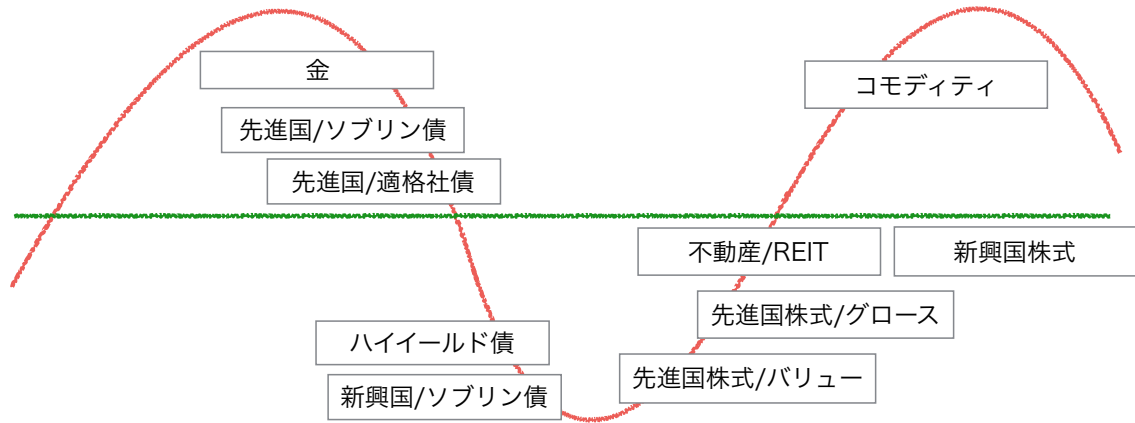 金
コモディティ
先進国/ソブリン債
先進国/適格社債
不動産/REIT
新興国株式
先進国株式/グロース
ハイイールド債
先進国株式/バリュー
新興国/ソブリン債